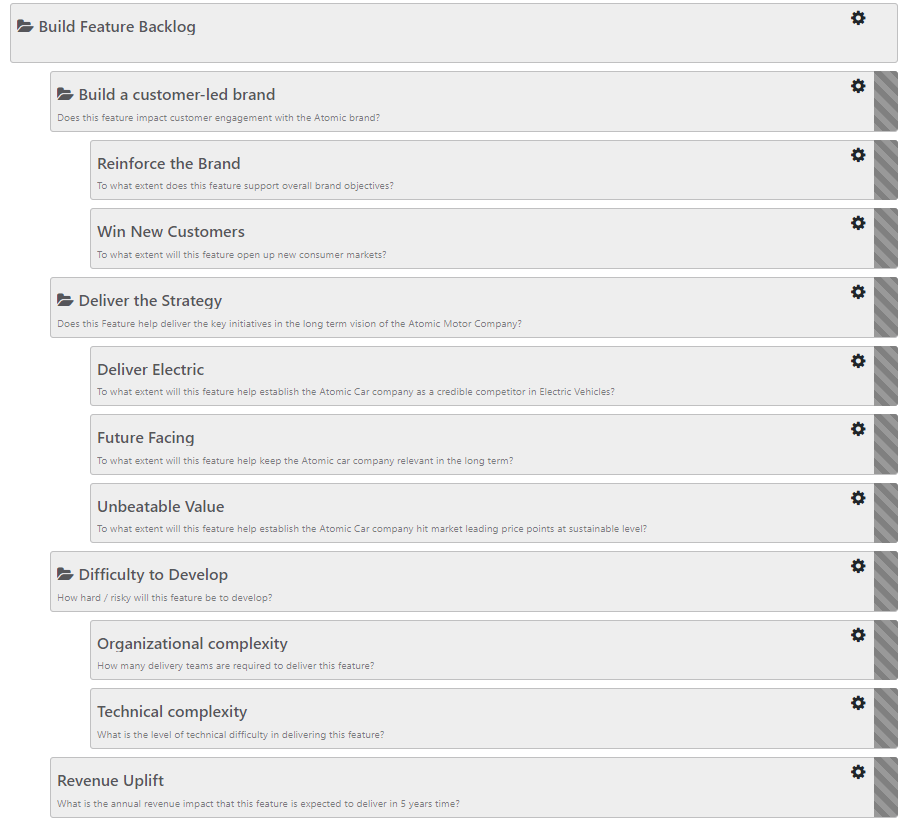 Build Feature Backlog
Build a customer-led brand
Does this feature impact customer engagement with the Atomic brand?
Reinforce the Brand
To what extent does this feature support overall brand objectives?
Win New Customers
To what extent will this feature open up new consumer markets?
Deliver the Strategy
Does this Feature help deliver the key initiatives in the long term vision of the Atomic Motor Company?
Deliver Electric
To what extent will this feature help establish the Atomic Car company as a credible competitor in Electric Vehicles?
Future Facing
To what extent will this feature help keep the Atomic car company relevant in the long term?
Unbeatable Value
To what extent will this feature help establish the Atomic Car company hit market leading price points at sustainable level?
Difficulty to Develop
How hard / risky will this feature be to develop?
Organizational complexity
How many delivery teams are required to deliver this feature?
Technical complexity
What is the level of technical difficulty in delivering this feature?
Revenue Uplift
What is the annual revenue impact that this feature is expected to deliver in 5 years time?